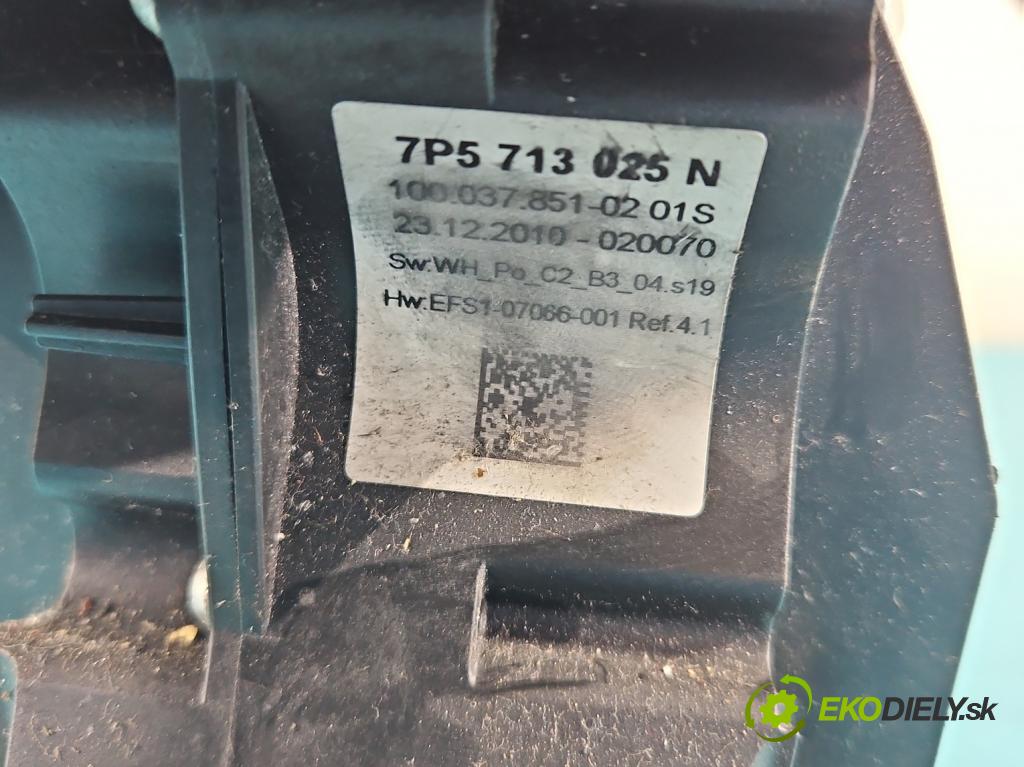 7P5 713 025 N
100.037.851-02 01S
23.12.2010 - 020070
Sw:WH_Po_C2_B3_04.s19
Hw:EFS1-07066-001 Ref.4.1
EKODIELY.sk